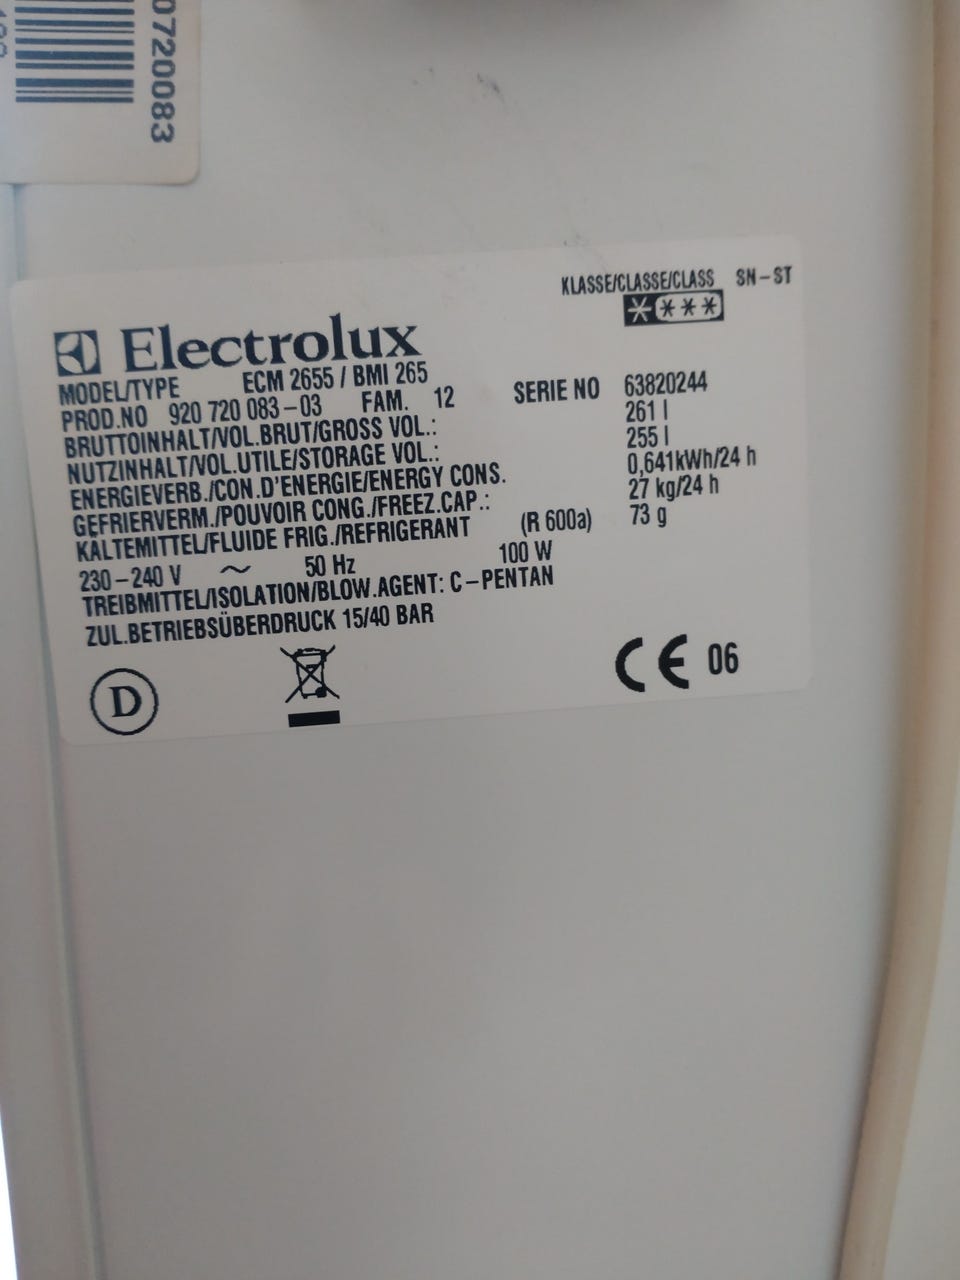 0720083
KLASSE/CLASSE/CLASS SN-ST
Electrolux
MODEL/TYPE ECM 2655 / BMI 265
PROD.NO 920 720 083-03 FAM. 12 SERIE NO 63820244
BRUTTOINHALT/VOL.BRUT/GROSS VOL.: 261 l
NUTZINHALT/VOL.UTILE/STORAGE VOL.: 255 l
ENERGIEVERB./CON.D'ENERGIE/ENERGY CONS. 0,641kWh/24 h
GEFRIERVERM./POUVOIR CONG./FREEZ.CAP.: 27 kg/24 h
KÄLTEMITTEL/FLUIDE FRIG./REFRIGERANT (R 600a) 73 g
230-240 V ~ 50 Hz 100 W
TREIBMITTEL/ISOLATION/BLOW.AGENT: C-PENTAN
ZUL.BETRIEBSÜBERDRUCK 15/40 BAR
D CE 06